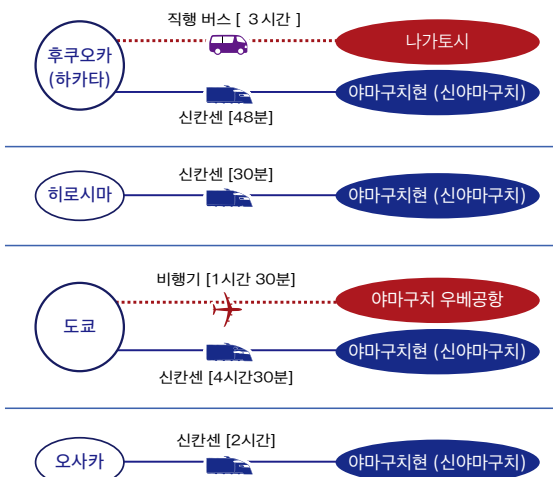 직행 버스 [ 3시간 ]
후쿠오카
(하카타)
나가토시
야마구치현 (신야마구치)
신칸센 [48분]
신칸센 [30분]
히로시마
야마구치현 (신야마구치)
비행기 [1시간 30분]
야마구치 우베공항
도쿄
야마구치현 (신야마구치)
신칸센 [4시간30분]
신칸센 [2시간]
오사카
야마구치현 (신야마구치)